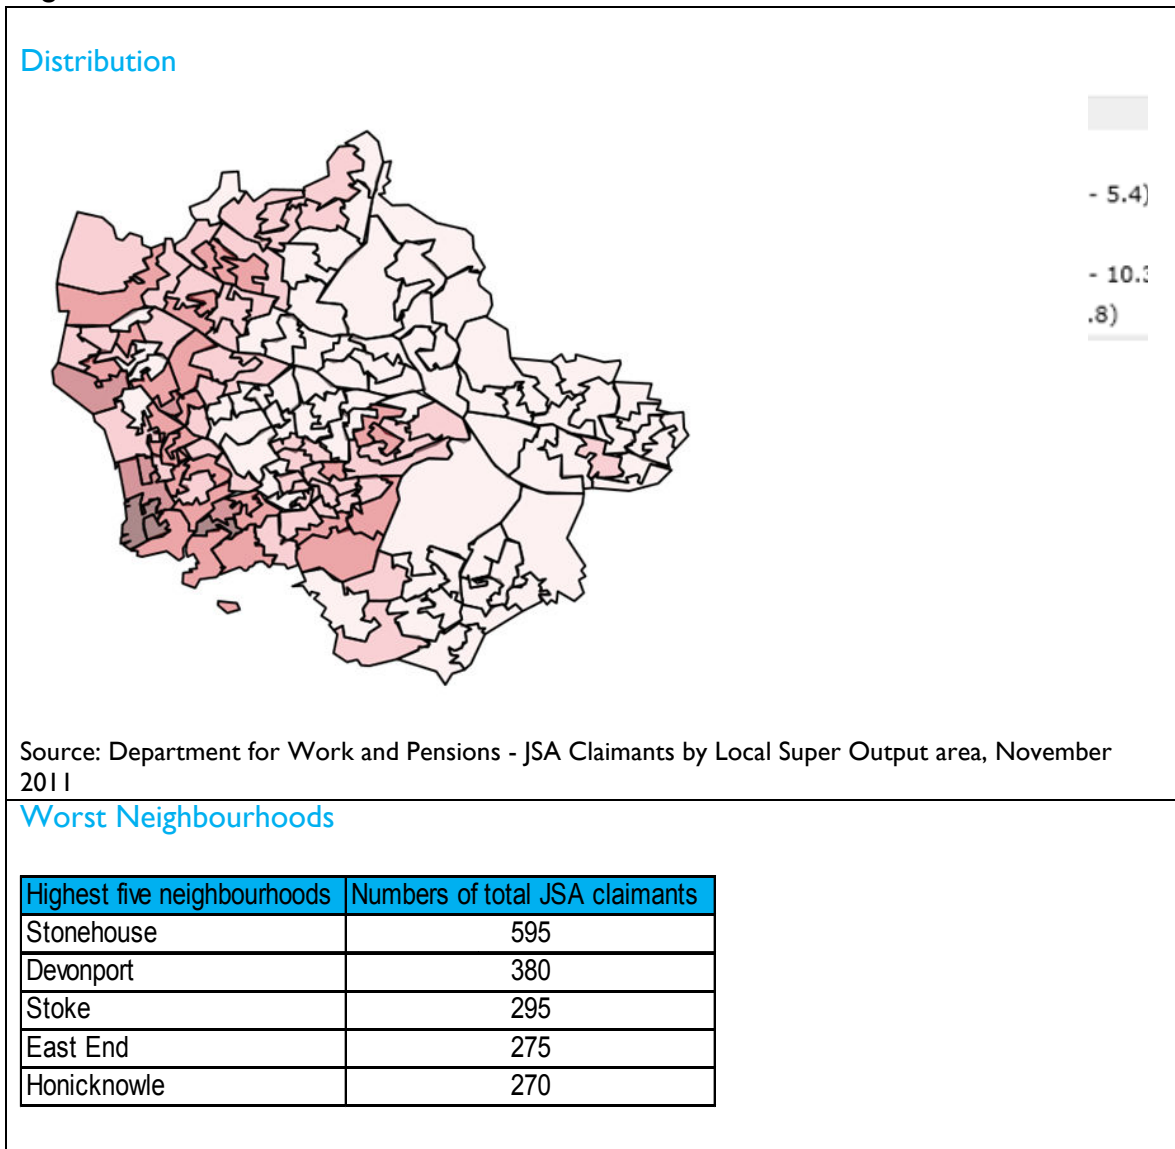 Distribution
- 5.4)
- 10.3
.8)
Source: Department for Work and Pensions - JSA Claimants by Local Super Output area, November
2011
Worst Neighbourhoods
Highest five neighbourhoods Numbers of total JSA claimants
Stonehouse 595
Devonport 380
Stoke 295
East End 275
Honicknowle 270